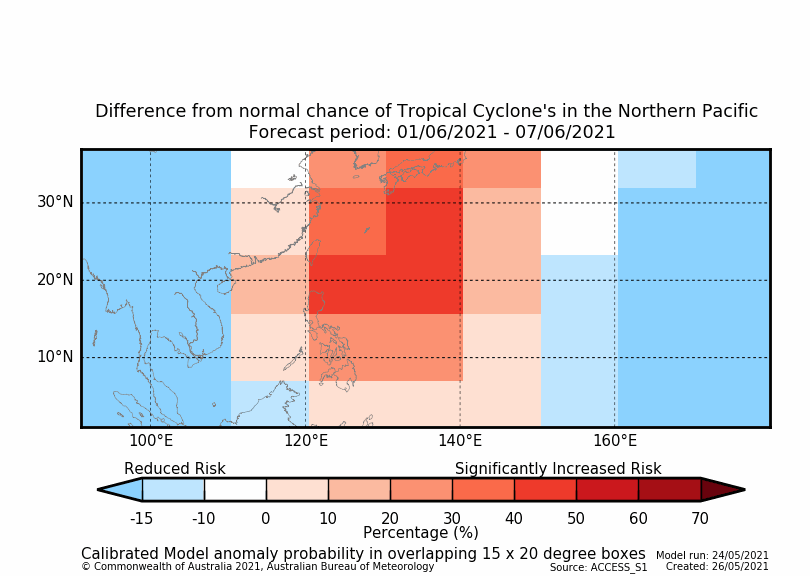 Difference from normal chance of Tropical Cyclone's in the Northern Pacific
Forecast period: 01/06/2021 - 07/06/2021
30°N
20°N
10°N
100°E 120°E 140°E 160°E
Reduced Risk Significantly Increased Risk
-15 -10 0 10 20 30 40 50 60 70
Percentage (%)
Calibrated Model anomaly probability in overlapping 15 x 20 degree boxes Model run: 24/05/2021
© Commonwealth of Australia 2021, Australian Bureau of Meteorology Source: ACCESS_S1 Created: 26/05/2021